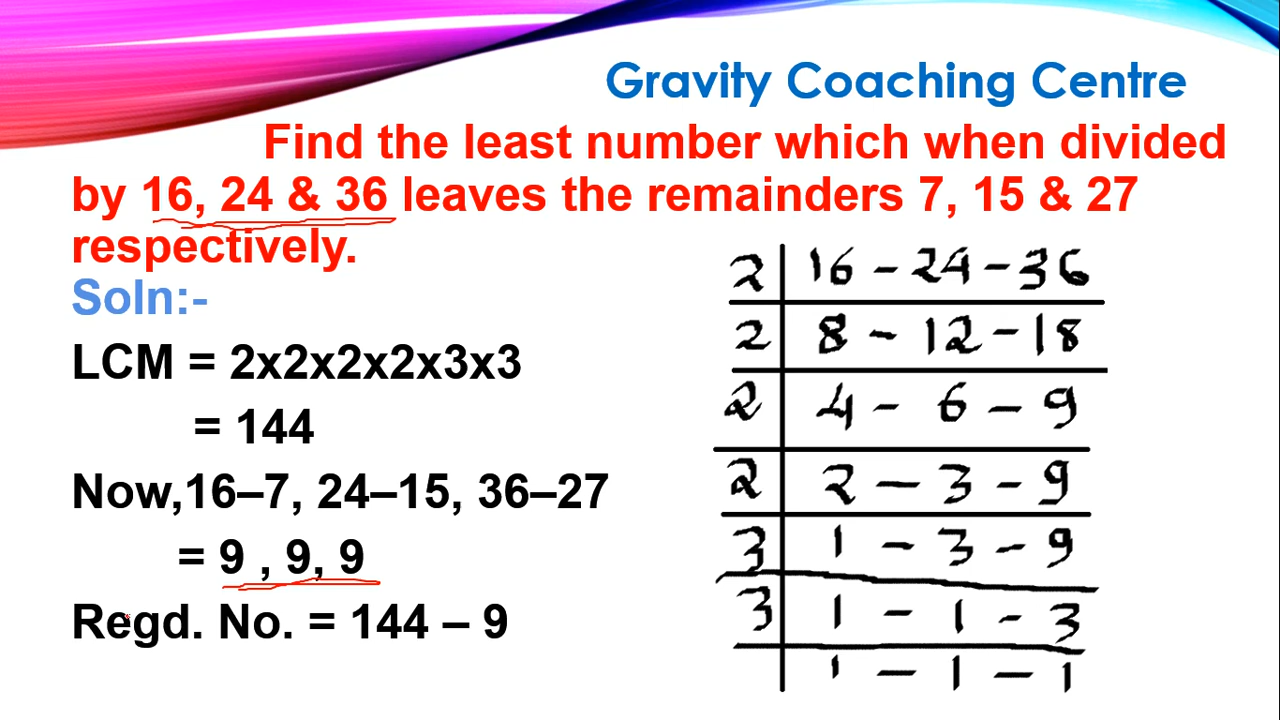 Gravity Coaching Centre
Find the least number which when divided
by 16, 24 & 36 leaves the remainders 7, 15 & 27
respectively.
Soln:-
LCM = 2x2x2x2x3x3
= 144
Now,16–7, 24–15, 36–27
= 9 , 9, 9
Regd. No. = 144 – 9
2 16 - 24 - 36
2 8 - 12 - 18
2 4 - 6 - 9
2 2 - 3 - 9
3 1 - 3 - 9
3 1 - 1 - 3
1 - 1 - 1